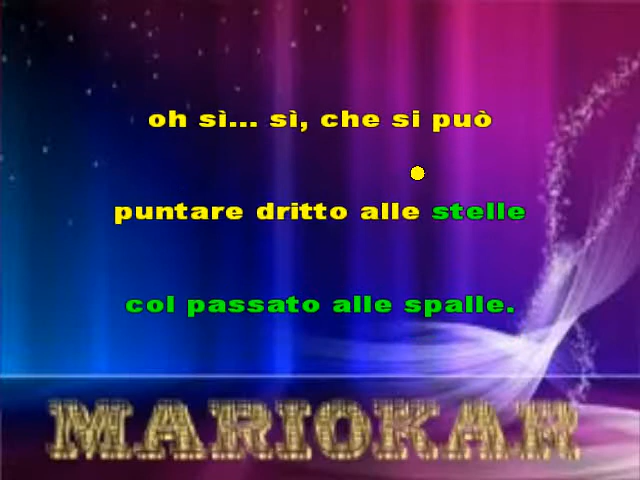 oh sì... sì, che si può
puntare dritto alle stelle
col passato alle spalle.
MARIOKAR